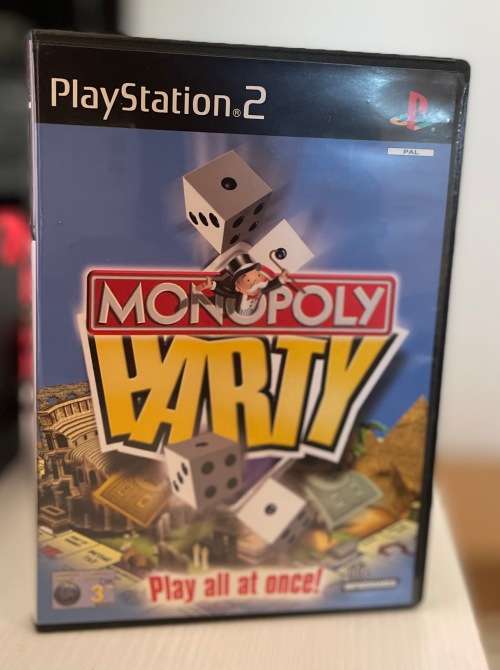 PlayStation®2
PAL
MONOPOLY
PARTY
Play all at once!
3+